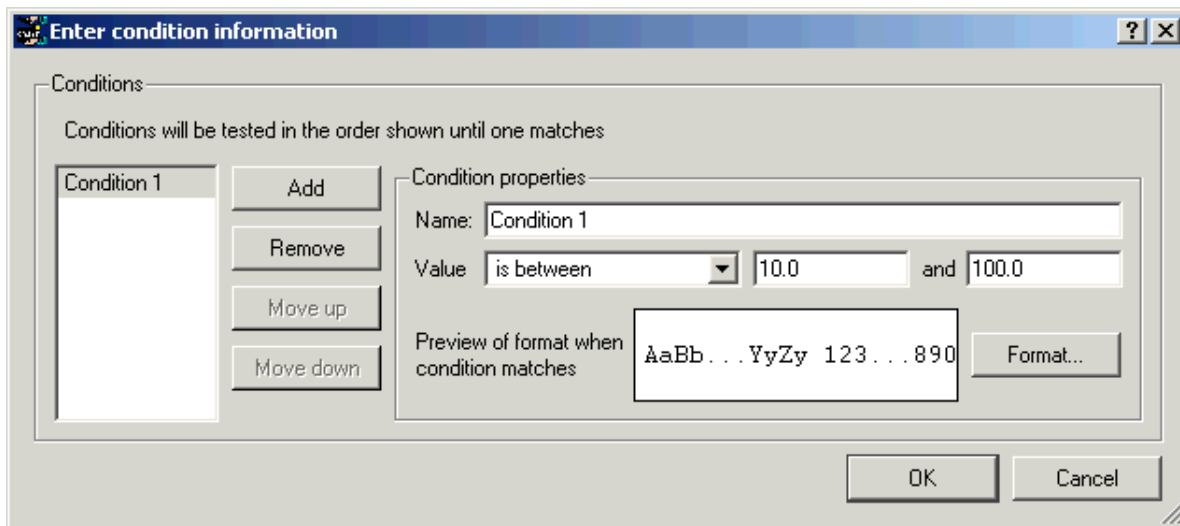 Enter condition information
Conditions
Conditions will be tested in the order shown until one matches
Condition 1
Add
Remove
Move up
Move down
Condition properties
Name: Condition 1
Value is between 10.0 and 100.0
Preview of format when
condition matches
AaBb...YyZy 123...890
Format...
OK Cancel